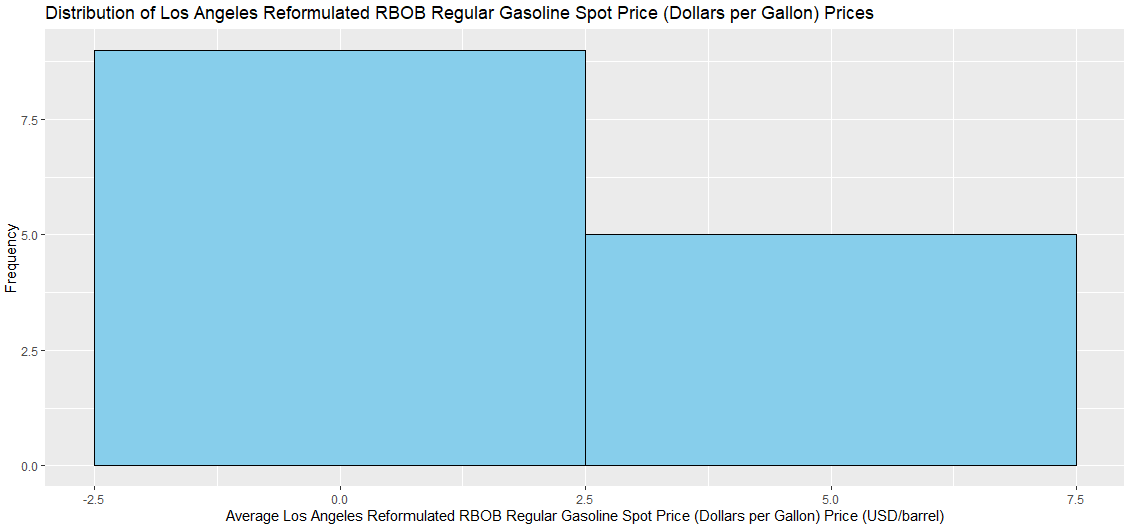 Distribution of Los Angeles Reformulated RBOB Regular Gasoline Spot Price (Dollars per Gallon) Prices
Frequency
7.5
5.0
2.5
0.0
-2.5 0.0 2.5 5.0 7.5
Average Los Angeles Reformulated RBOB Regular Gasoline Spot Price (Dollars per Gallon) Price (USD/barrel)